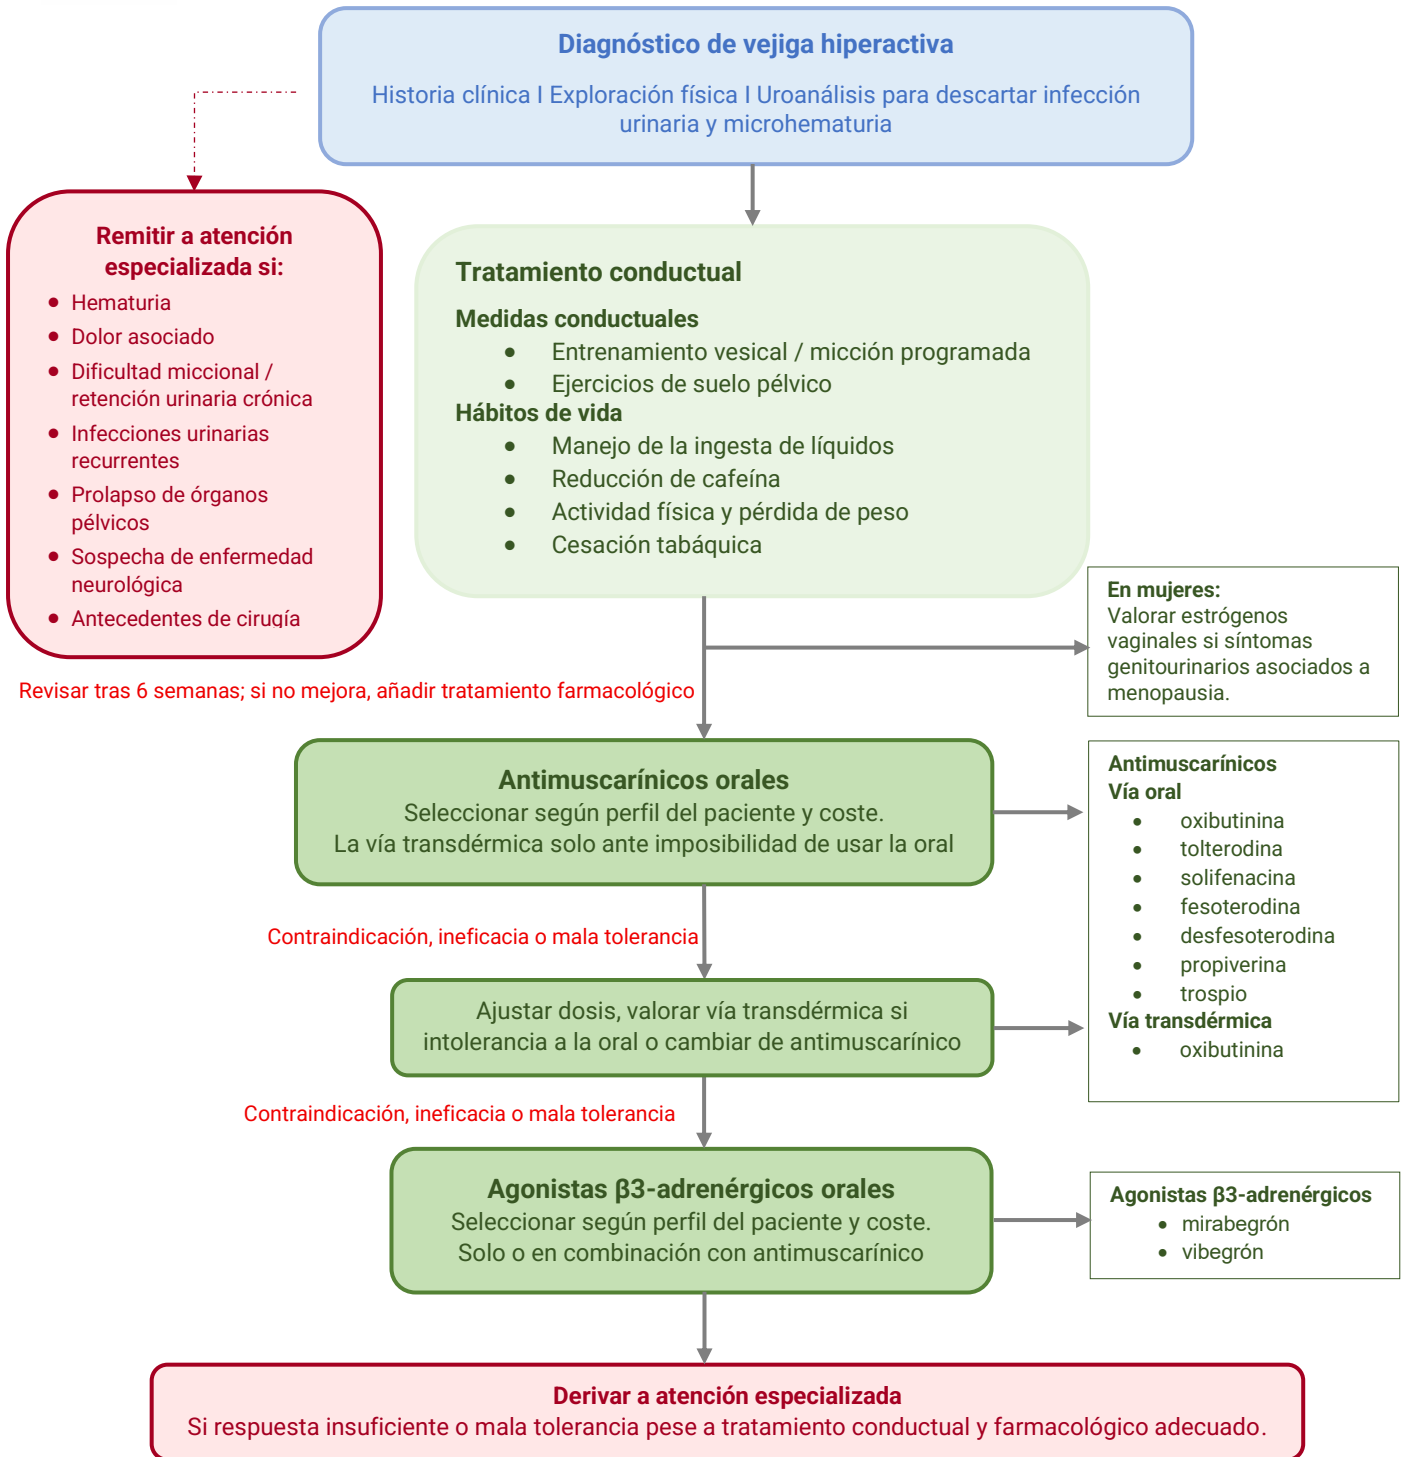 Diagnóstico de vejiga hiperactiva
Historia clínica I Exploración física I Uroanálisis para descartar infección
urinaria y microhematuria
Remitir a atención
especializada si:
• Hematuria
• Dolor asociado
• Dificultad miccional /
retención urinaria crónica
• Infecciones urinarias
recurrentes
• Prolapso de órganos
pélvicos
• Sospecha de enfermedad
neurológica
• Antecedentes de cirugía
Tratamiento conductual
Medidas conductuales
• Entrenamiento vesical / micción programada
• Ejercicios de suelo pélvico
Hábitos de vida
• Manejo de la ingesta de líquidos
• Reducción de cafeína
• Actividad física y pérdida de peso
• Cesación tabáquica
En mujeres:
Valorar estrógenos
vaginales si síntomas
genitourinarios asociados a
menopausia.
Revisar tras 6 semanas; si no mejora, añadir tratamiento farmacológico
Antimuscarínicos orales
Seleccionar según perfil del paciente y coste.
La vía transdérmica solo ante imposibilidad de usar la oral
Antimuscarínicos
Vía oral
• oxibutinina
• tolterodina
• solifenacina
• fesoterodina
• desfesoterodina
• propiverina
• trospio
Vía transdérmica
• oxibutinina
Contraindicación, ineficacia o mala tolerancia
Ajustar dosis, valorar vía transdérmica si
intolerancia a la oral o cambiar de antimuscarínico
Contraindicación, ineficacia o mala tolerancia
Agonistas β3-adrenérgicos orales
Seleccionar según perfil del paciente y coste.
Solo o en combinación con antimuscarínico
Agonistas β3-adrenérgicos
• mirabegrón
• vibegrón
Derivar a atención especializada
Si respuesta insuficiente o mala tolerancia pese a tratamiento conductual y farmacológico adecuado.